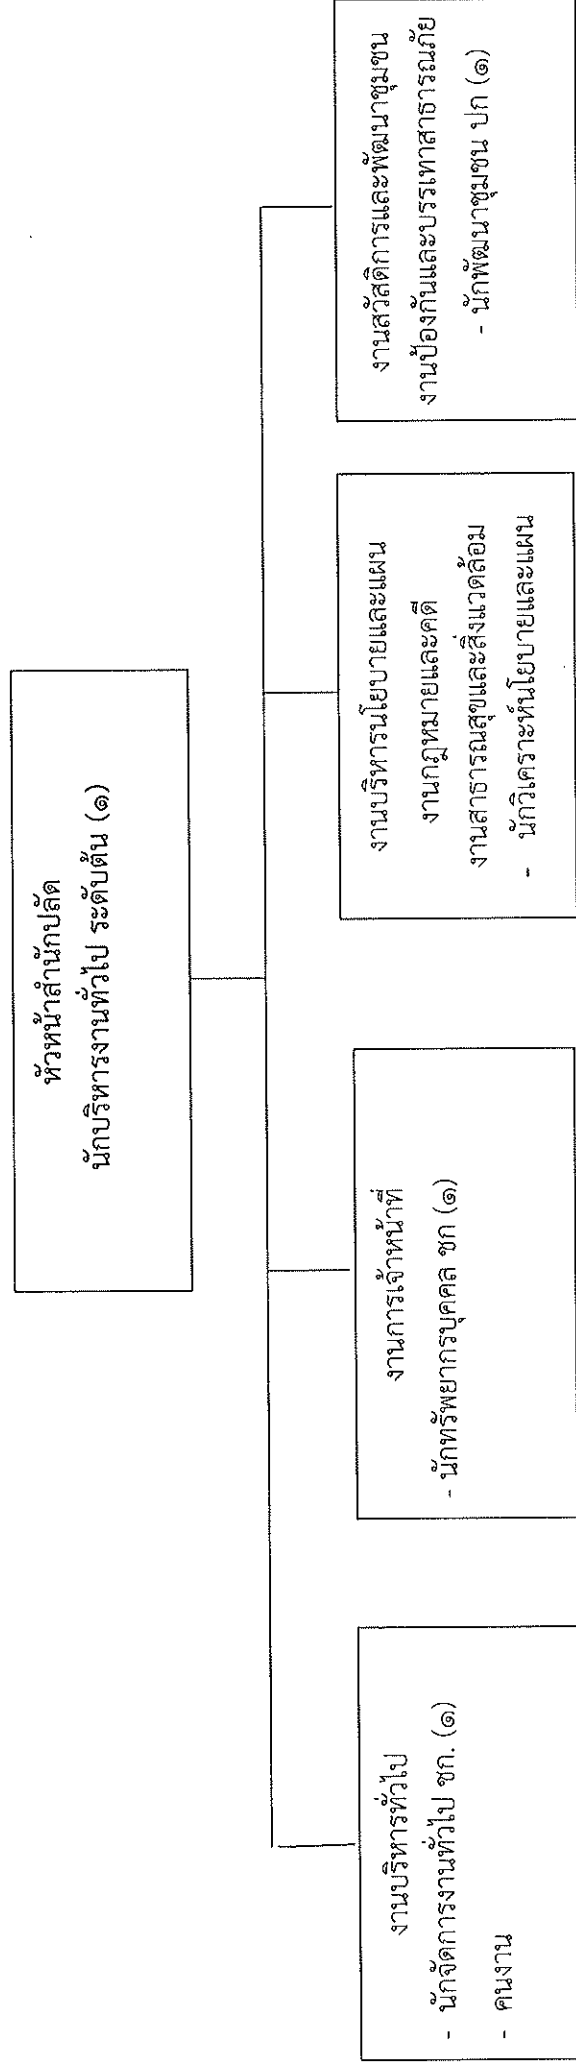 หัวหน้าสำนักปลัด
นักบริหารงานทั่วไป ระดับต้น (๑)
งานบริหารทั่วไป
- นักจัดการงานทั่วไป ชก. (๑)
- คนงาน
งานการเจ้าหน้าที่
- นักทรัพยากรบุคคล ชก (๑)
งานบริหารนโยบายและแผน
งานกฎหมายและคดี
งานสาธารณสุขและสิ่งแวดล้อม
- นักวิเคราะห์นโยบายและแผน
งานสวัสดิการและพัฒนาชุมชน
งานป้องกันและบรรเทาสาธารณภัย
- นักพัฒนาชุมชน ปก (๑)